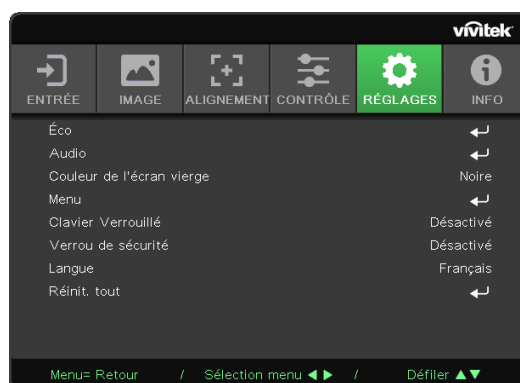 vivitek
ENTRÉE IMAGE ALIGNEMENT CONTRÔLE RÉGLAGES INFO
Éco
Audio
Couleur de l'écran vierge Noire
Menu
Clavier Verrouillé Désactivé
Verrou de sécurité Désactivé
Langue Français
Réinit. tout
Menu= Retour / Sélection menu ◀ ▶ / Défiler ▲▼